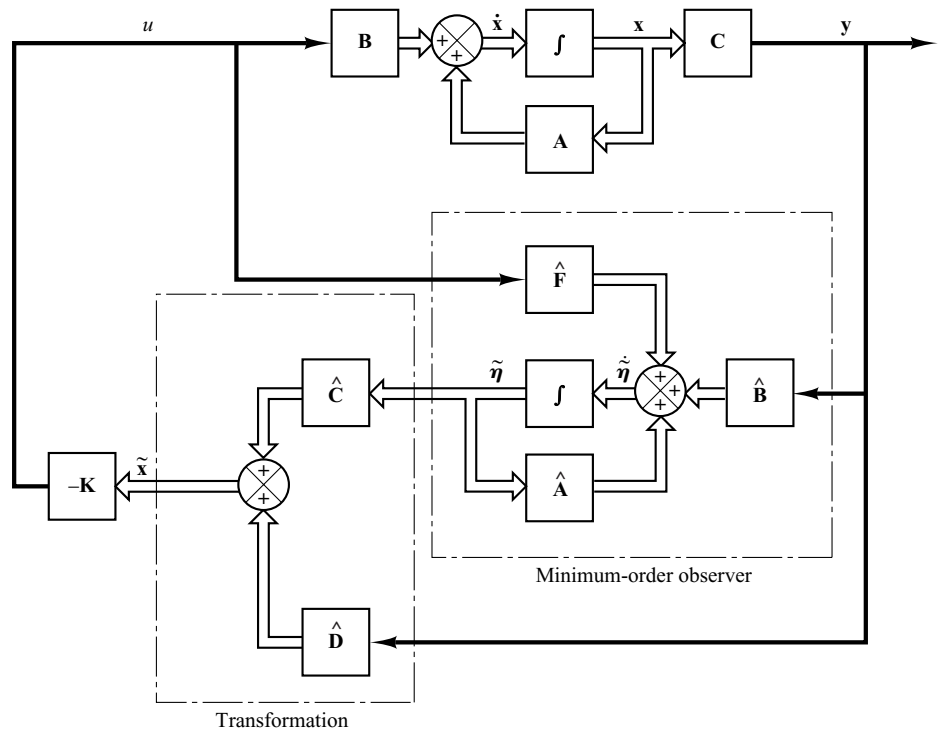 u
B
+
+
ẋ
∫
x
C
y
A
F̂
η̃
∫
η̃̇
+
+
+
B̂
Ĉ
Â
–K
x̃
+
+
Minimum-order observer
D̂
Transformation